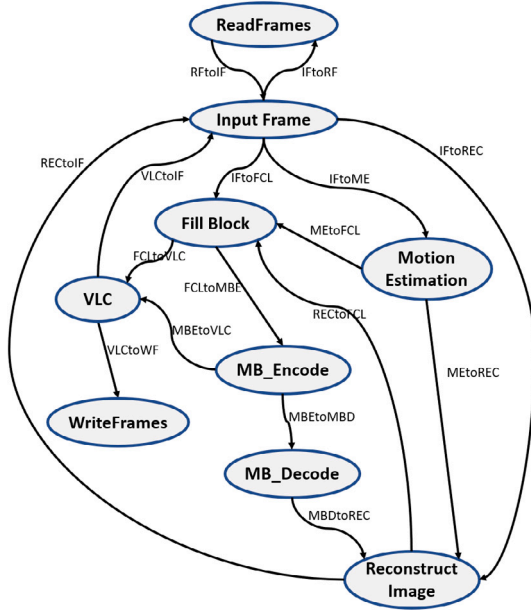 ReadFrames
RFtoIF
IFtoRF
Input Frame
RECtoIF
VLCtoIF
IFtoREC
IFtoFCL
IFtoME
Fill Block
MEtoFCL
Motion
Estimation
FCLtoVLC
FCLtoMBE
VLC
RECtoFCL
MBEtoVLC
VLCtoWF
MB_Encode
MEtoREC
WriteFrames
MBEtoMBD
MB_Decode
MBDtoREC
Reconstruct
Image